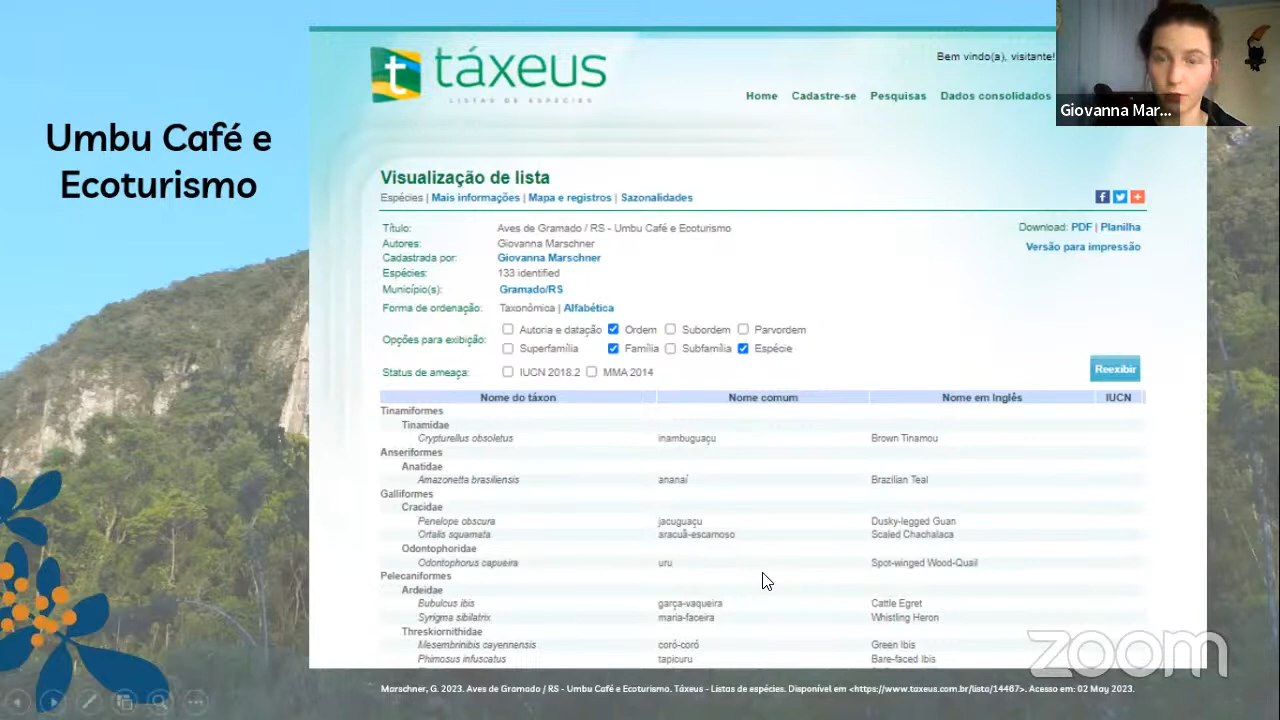 Umbu Café e
Ecoturismo
táxeus
LISTAS DE ESPÉCIES
Bem vindo(a), visitante!
Home Cadastre-se Pesquisas Dados consolidados
Giovanna Mar...
Visualização de lista
Espécies | Mais informações | Mapa e registros | Sazonalidades
Título: Aves de Gramado / RS - Umbu Café e Ecoturismo
Download: PDF | Planilha
Autores: Giovanna Marschner
Versão para impressão
Cadastrada por: Giovanna Marschner
Espécies: 133 identified
Município(s): Gramado/RS
Forma de ordenação: Taxonômica | Alfabética
Opções para exibição: Autoria e datação Ordem Subordem Parvordem
Superfamília Família Subfamília Espécie
Status de ameaça: IUCN 2018.2 MMA 2014
Reexibir
Nome do táxon Nome comum Nome em Inglês IUCN
Tinamiformes
Tinamidae
Crypturellus obsoletus inambuguaçu Brown Tinamou
Anseriformes
Anatidae
Amazonetta brasiliensis ananaí Brazilian Teal
Galliformes
Cracidae
Penelope obscura jacuguaçu Dusky-legged Guan
Ortalis squamata aracuã-escamoso Scaled Chachalaca
Odontophoridae
Odontophorus capueira uru Spot-winged Wood-Quail
Pelecaniformes
Ardeidae
Bubulcus ibis garça-vaqueira Cattle Egret
Syrigma sibilatrix maria-faceira Whistling Heron
Threskiornithidae
Mesembrinibis cayennensis coró-coró Green Ibis
Phimosus infuscatus tapicuru Bare-faced Ibis
zoom
Marschner, G. 2023. Aves de Gramado / RS - Umbu Café e Ecoturismo. Táxeus - Listas de espécies. Disponível em <https://www.taxeus.com.br/lista/14467>. Acesso em: 02 May 2023.